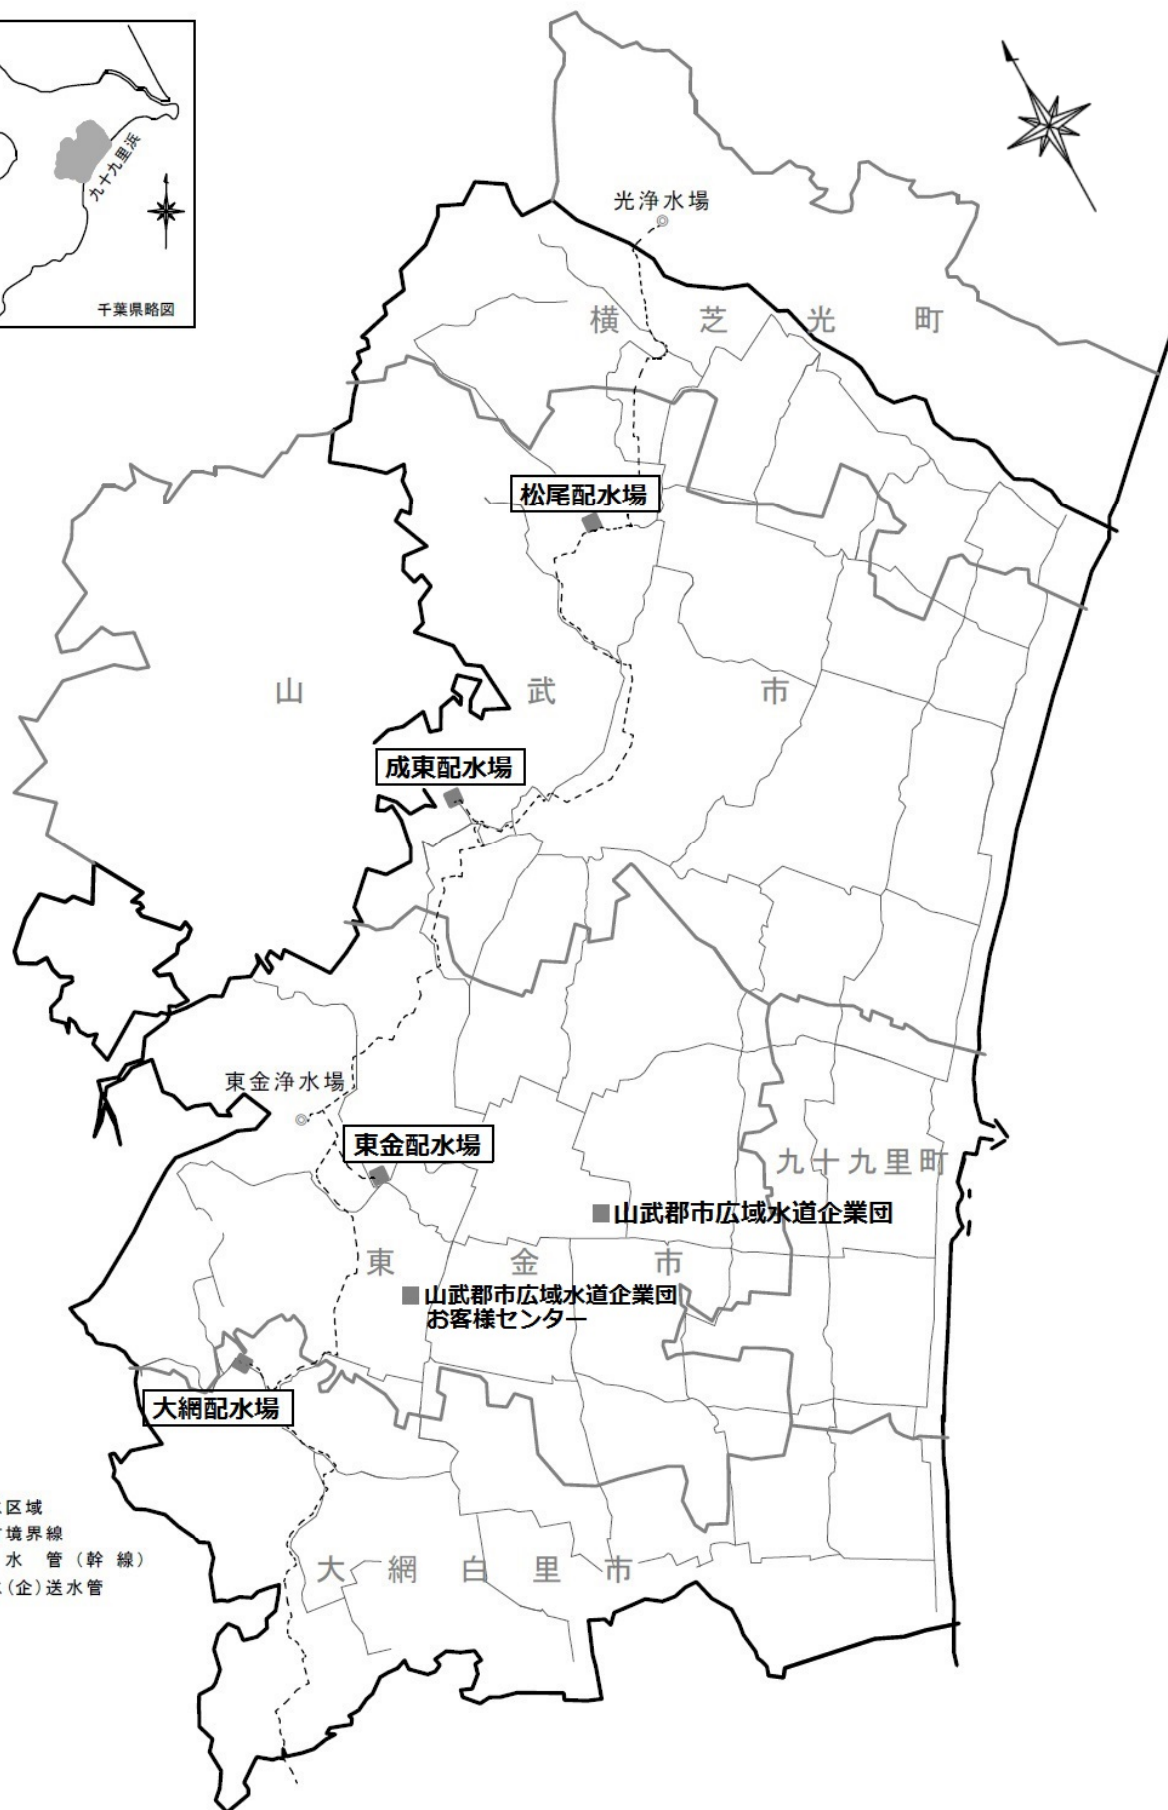 九十九里浜
千葉県略図
光浄水場
横芝光町
松尾配水場
山武市
成東配水場
東金浄水場
東金配水場
九十九里町
山武郡市広域水道企業団
東金市
山武郡市広域水道企業団
お客様センター
大網配水場
区域
境界線
水 管（幹 線）
(企)送水管
大網白里市